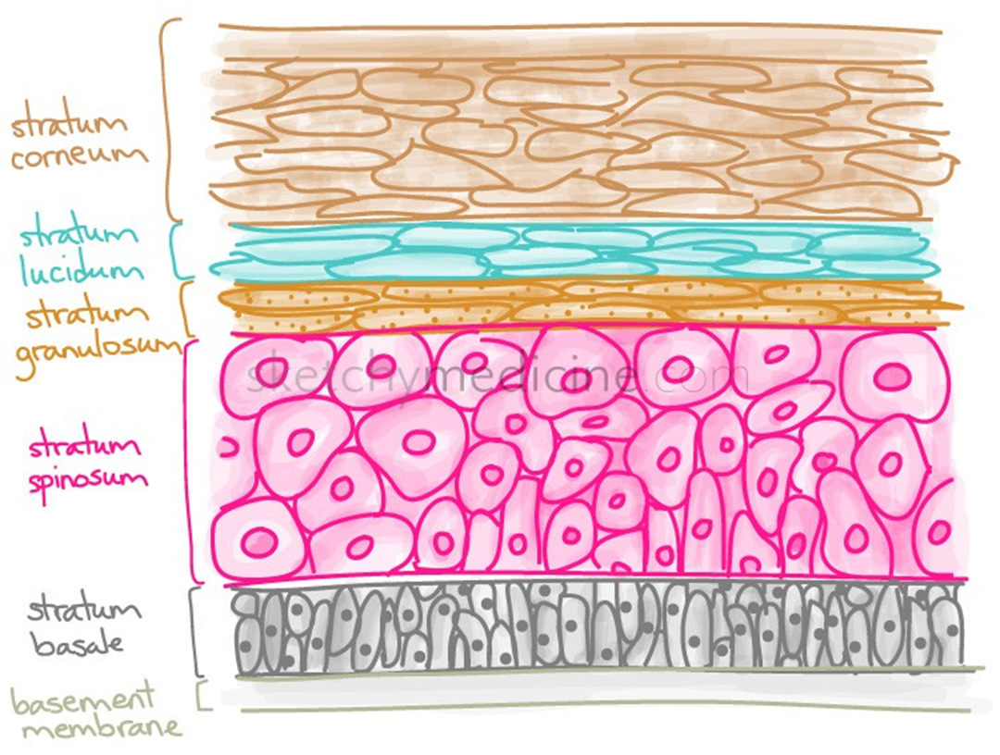 stratum
corneum
stratum
lucidum
stratum
granulosum
sketchymedicine.com
stratum
spinosum
stratum
basale
basement
membrane